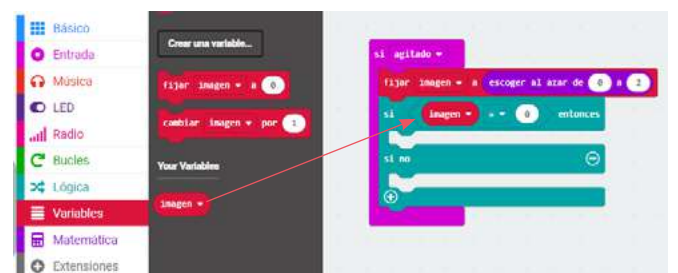 Básico
Entrada
Música
LED
Radio
Bucles
Lógica
Variables
Matemática
Extensiones
Crear una variable...
fijar imagen a 0
cambiar imagen por 1
Your Variables
imagen
si agitado
fijar imagen a escoger al azar de 0 a 2
si imagen = 0 entonces
si no